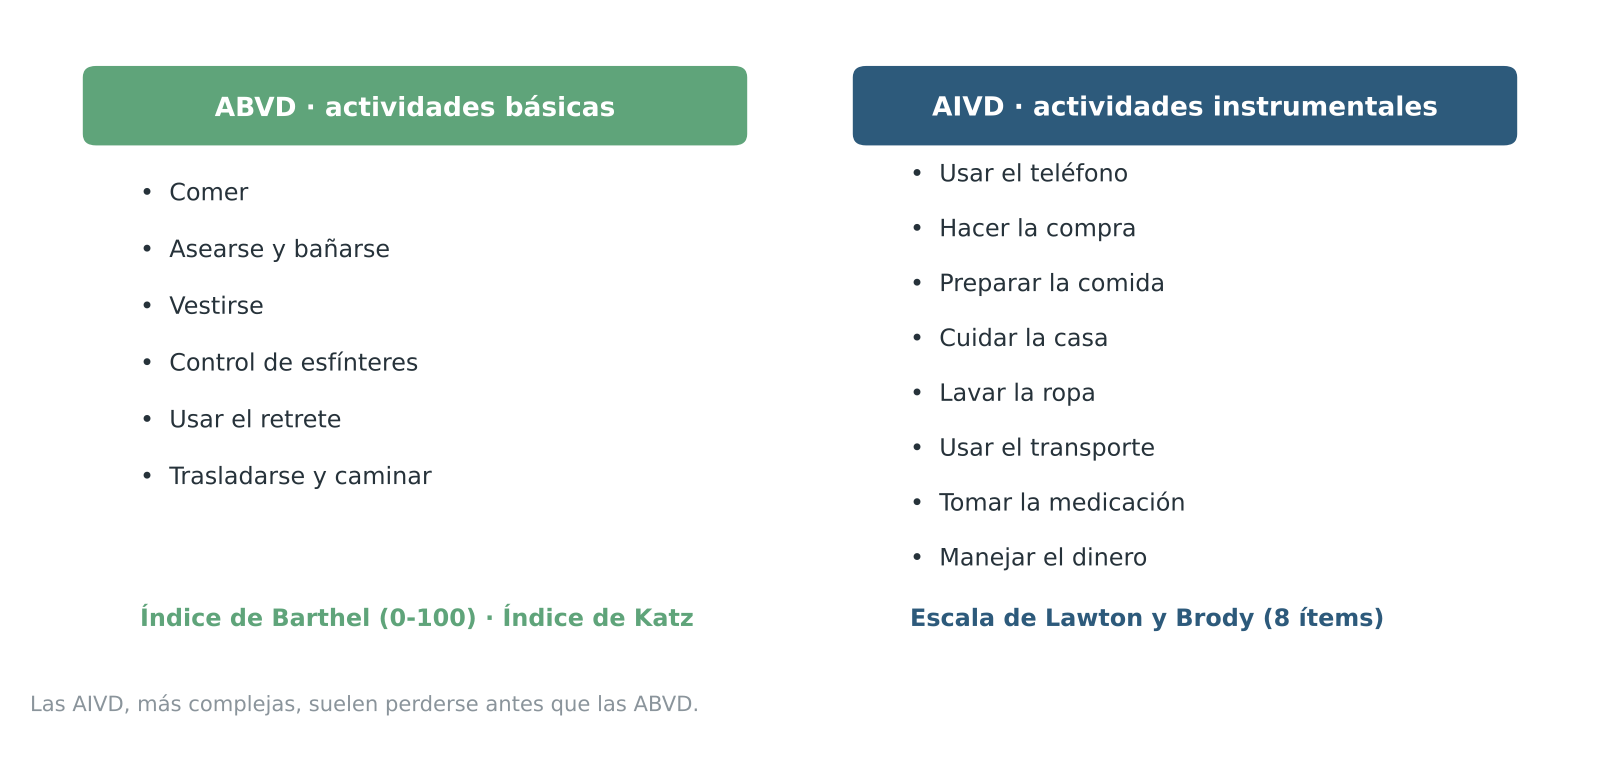 ABVD · actividades básicas
• Comer
• Asearse y bañarse
• Vestirse
• Control de esfínteres
• Usar el retrete
• Trasladarse y caminar
Índice de Barthel (0-100) · Índice de Katz
AIVD · actividades instrumentales
• Usar el teléfono
• Hacer la compra
• Preparar la comida
• Cuidar la casa
• Lavar la ropa
• Usar el transporte
• Tomar la medicación
• Manejar el dinero
Escala de Lawton y Brody (8 ítems)
Las AIVD, más complejas, suelen perderse antes que las ABVD.